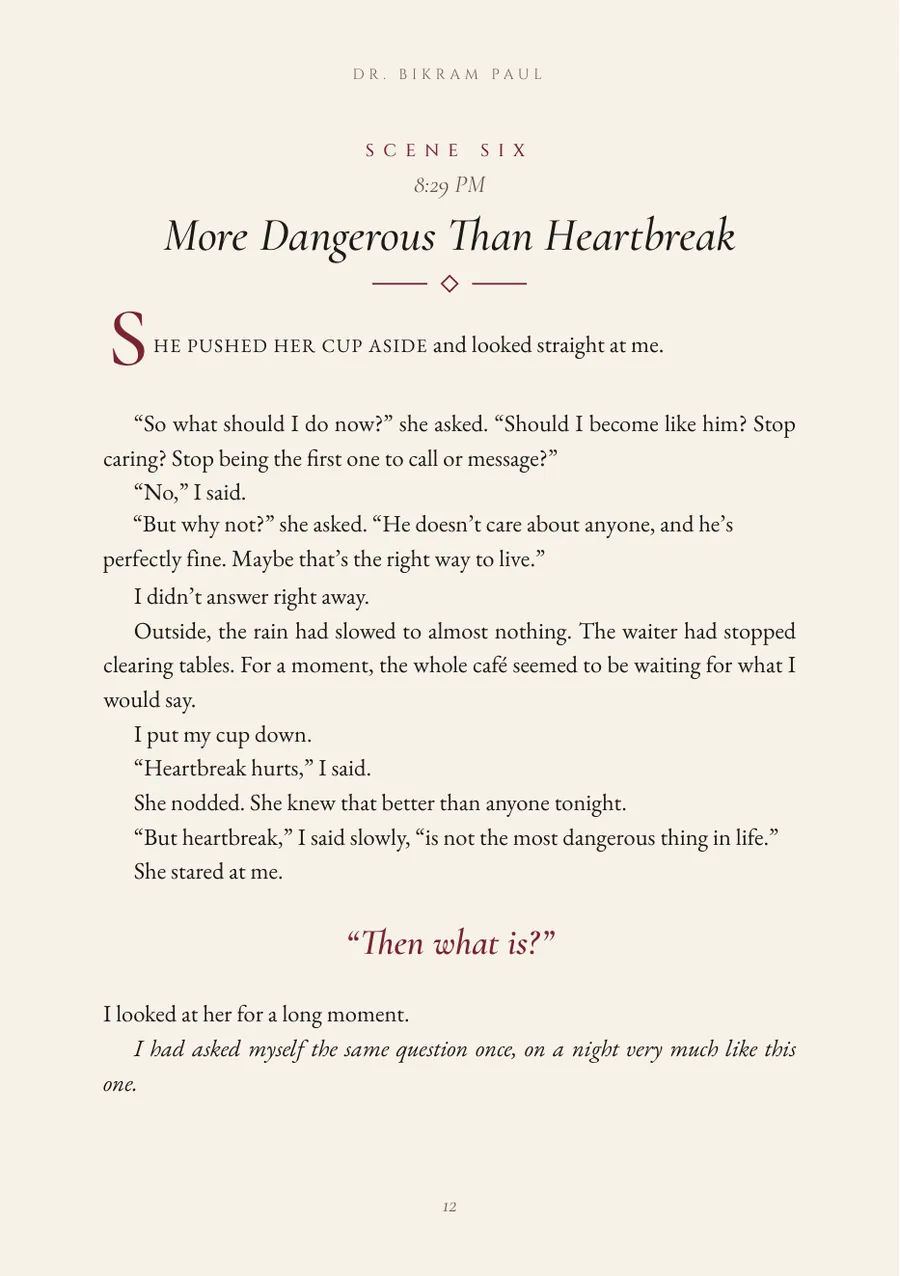 DR. BIKRAM PAUL
SCENE SIX
8:29 PM
More Dangerous Than Heartbreak
SHE PUSHED HER CUP ASIDE and looked straight at me.
“So what should I do now?” she asked. “Should I become like him? Stop
caring? Stop being the first one to call or message?”
“No,” I said.
“But why not?” she asked. “He doesn’t care about anyone, and he’s
perfectly fine. Maybe that’s the right way to live.”
I didn’t answer right away.
Outside, the rain had slowed to almost nothing. The waiter had stopped
clearing tables. For a moment, the whole café seemed to be waiting for what I
would say.
I put my cup down.
“Heartbreak hurts,” I said.
She nodded. She knew that better than anyone tonight.
“But heartbreak,” I said slowly, “is not the most dangerous thing in life.”
She stared at me.
“Then what is?”
I looked at her for a long moment.
I had asked myself the same question once, on a night very much like this
one.
12